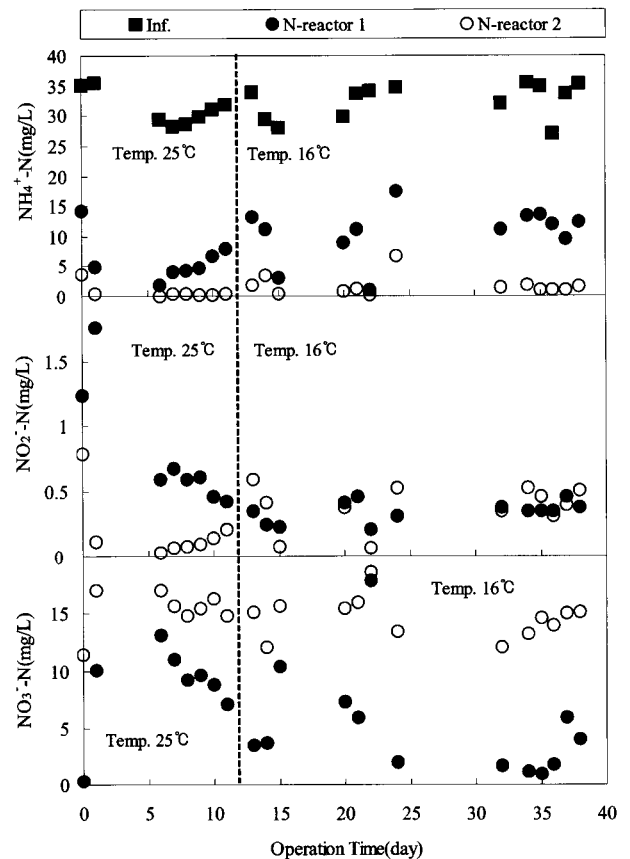 Inf. N-reactor 1 N-reactor 2
NH₄⁺-N(mg/L)
45
40
35
30
25
20
15
10
5
0
Temp. 25℃ Temp. 16℃
NO₂⁻-N(mg/L)
1.5
1
0.5
0
Temp. 25℃ Temp. 16℃
NO₃⁻-N(mg/L)
15
10
5
0
Temp. 16℃
Temp. 25℃
0 5 10 15 20 25 30 35 40
Operation Time(day)